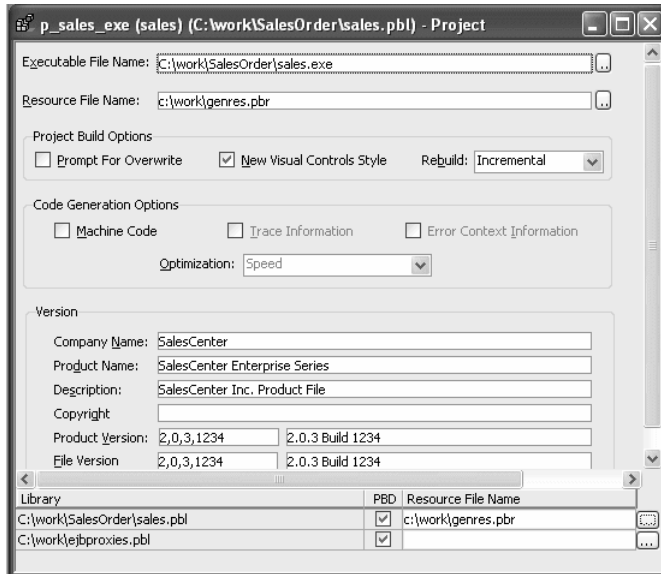 p_sales_exe (sales) (C:\work\SalesOrder\sales.pbl) - Project
Executable File Name: C:\work\SalesOrder\sales.exe ..
Resource File Name: c:\work\genres.pbr ..
Project Build Options
Prompt For Overwrite New Visual Controls Style Rebuild: Incremental
Code Generation Options
Machine Code Trace Information Error Context Information
Optimization: Speed
Version
Company Name: SalesCenter
Product Name: SalesCenter Enterprise Series
Description: SalesCenter Inc. Product File
Copyright
Product Version: 2,0,3,1234 2.0.3 Build 1234
File Version 2,0,3,1234 2.0.3 Build 1234
Library PBD Resource File Name
C:\work\SalesOrder\sales.pbl c:\work\genres.pbr ...
C:\work\ejbproxies.pbl ...